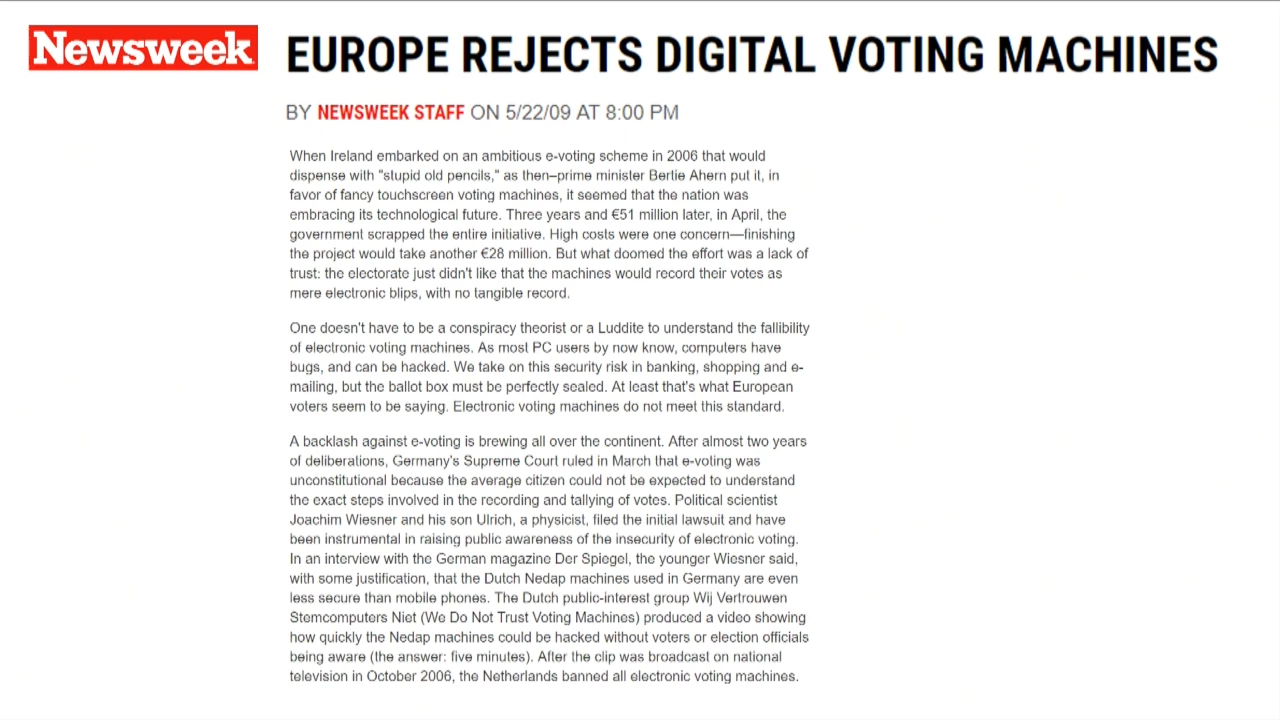 Newsweek
EUROPE REJECTS DIGITAL VOTING MACHINES
BY NEWSWEEK STAFF ON 5/22/09 AT 8:00 PM
When Ireland embarked on an ambitious e-voting scheme in 2006 that would
dispense with "stupid old pencils," as then–prime minister Bertie Ahern put it, in
favor of fancy touchscreen voting machines, it seemed that the nation was
embracing its technological future. Three years and €51 million later, in April, the
government scrapped the entire initiative. High costs were one concern—finishing
the project would take another €28 million. But what doomed the effort was a lack of
trust: the electorate just didn't like that the machines would record their votes as
mere electronic blips, with no tangible record.
One doesn't have to be a conspiracy theorist or a Luddite to understand the fallibility
of electronic voting machines. As most PC users by now know, computers have
bugs, and can be hacked. We take on this security risk in banking, shopping and e-
mailing, but the ballot box must be perfectly sealed. At least that's what European
voters seem to be saying. Electronic voting machines do not meet this standard.
A backlash against e-voting is brewing all over the continent. After almost two years
of deliberations, Germany's Supreme Court ruled in March that e-voting was
unconstitutional because the average citizen could not be expected to understand
the exact steps involved in the recording and tallying of votes. Political scientist
Joachim Wiesner and his son Ulrich, a physicist, filed the initial lawsuit and have
been instrumental in raising public awareness of the insecurity of electronic voting.
In an interview with the German magazine Der Spiegel, the younger Wiesner said,
with some justification, that the Dutch Nedap machines used in Germany are even
less secure than mobile phones. The Dutch public-interest group Wij Vertrouwen
Stemcomputers Niet (We Do Not Trust Voting Machines) produced a video showing
how quickly the Nedap machines could be hacked without voters or election officials
being aware (the answer: five minutes). After the clip was broadcast on national
television in October 2006, the Netherlands banned all electronic voting machines.